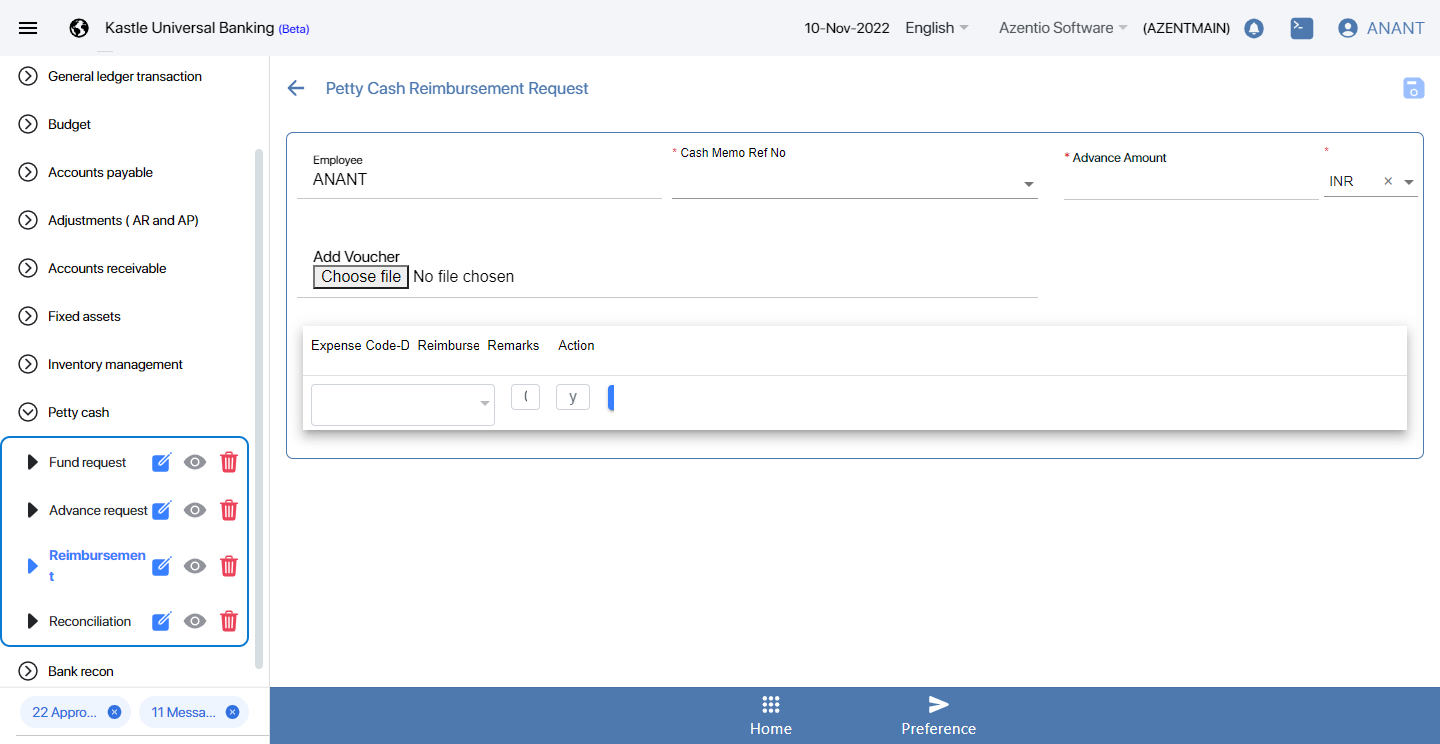 Kastle Universal Banking (Beta)
10-Nov-2022 English Azentio Software (AZENTMAIN) ANANT
General ledger transaction
Budget
Accounts payable
Adjustments ( AR and AP)
Accounts receivable
Fixed assets
Inventory management
Petty cash
Fund request
Advance request
Reimbursemen
t
Reconciliation
Bank recon
22 Appro...
11 Messa...
Petty Cash Reimbursement Request
Employee
ANANT
* Cash Memo Ref No
* Advance Amount
*
INR
Add Voucher
Choose file No file chosen
Expense Code-D Reimburse Remarks Action
y
Home
Preference